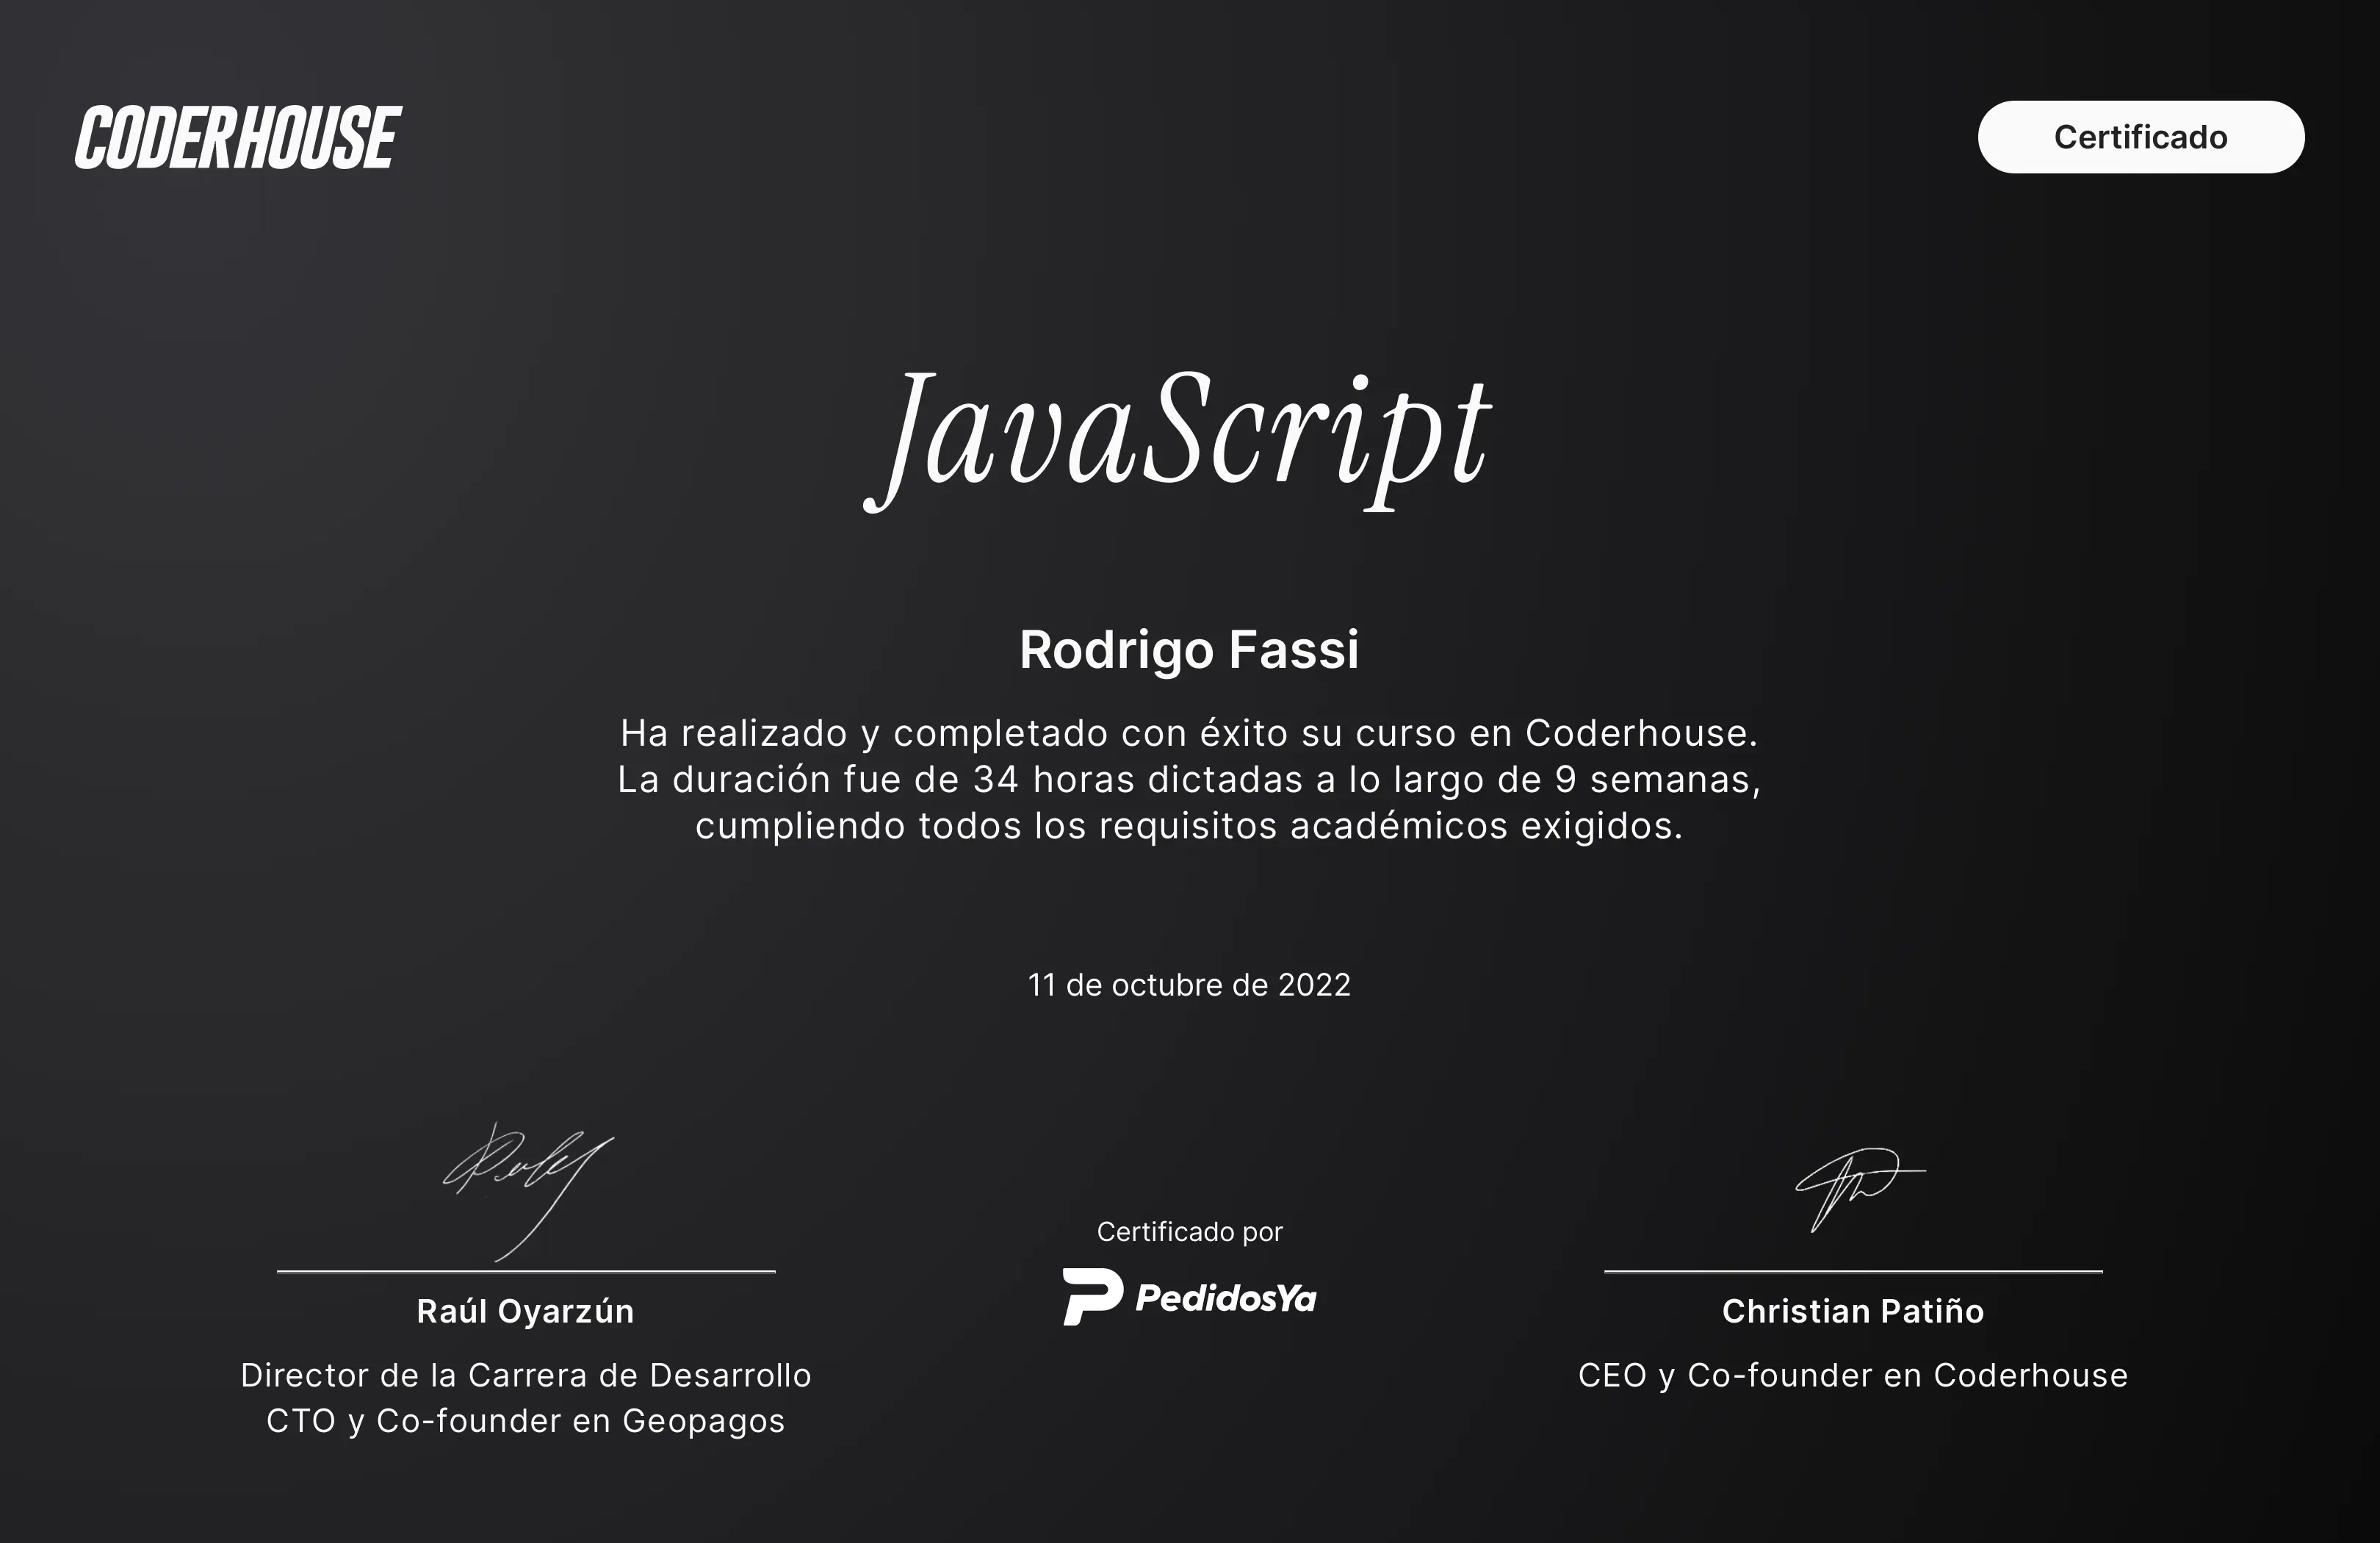 CODERHOUSE
Certificado
JavaScript
Rodrigo Fassi
Ha realizado y completado con éxito su curso en Coderhouse.
La duración fue de 34 horas dictadas a lo largo de 9 semanas,
cumpliendo todos los requisitos académicos exigidos.
11 de octubre de 2022
Raúl Oyarzún
Director de la Carrera de Desarrollo
CTO y Co-founder en Geopagos
Certificado por
PedidosYa
Christian Patiño
CEO y Co-founder en Coderhouse